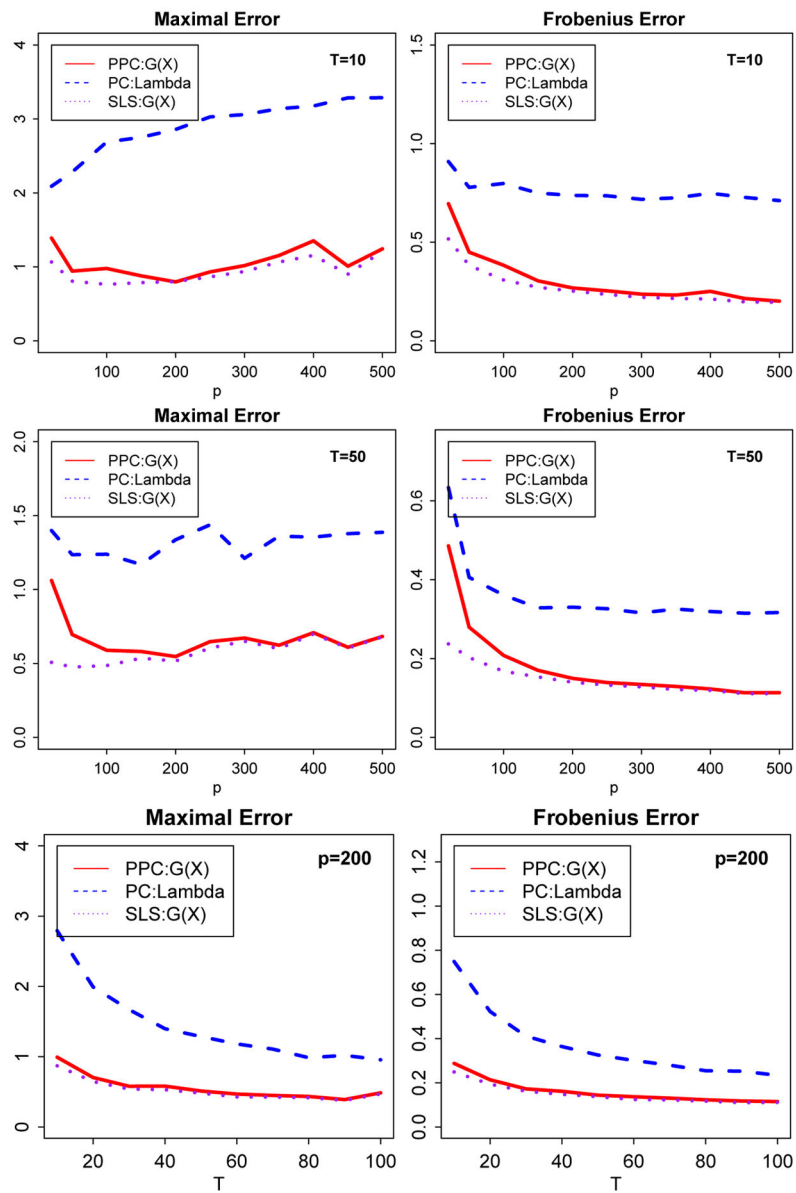 Maximal Error
T=10
PPC:G(X)
PC:Lambda
SLS:G(X)
4
3
2
1
0
100 200 300 400 500
p
Frobenius Error
T=10
PPC:G(X)
PC:Lambda
SLS:G(X)
1.5
1.0
0.5
0.0
100 200 300 400 500
p
Maximal Error
T=50
PPC:G(X)
PC:Lambda
SLS:G(X)
2.0
1.5
1.0
0.5
0.0
100 200 300 400 500
p
Frobenius Error
T=50
PPC:G(X)
PC:Lambda
SLS:G(X)
0.6
0.4
0.2
0.0
100 200 300 400 500
p
Maximal Error
p=200
PPC:G(X)
PC:Lambda
SLS:G(X)
4
3
2
1
0
20 40 60 80 100
T
Frobenius Error
p=200
PPC:G(X)
PC:Lambda
SLS:G(X)
1.2
1.0
0.8
0.6
0.4
0.2
0.0
20 40 60 80 100
T